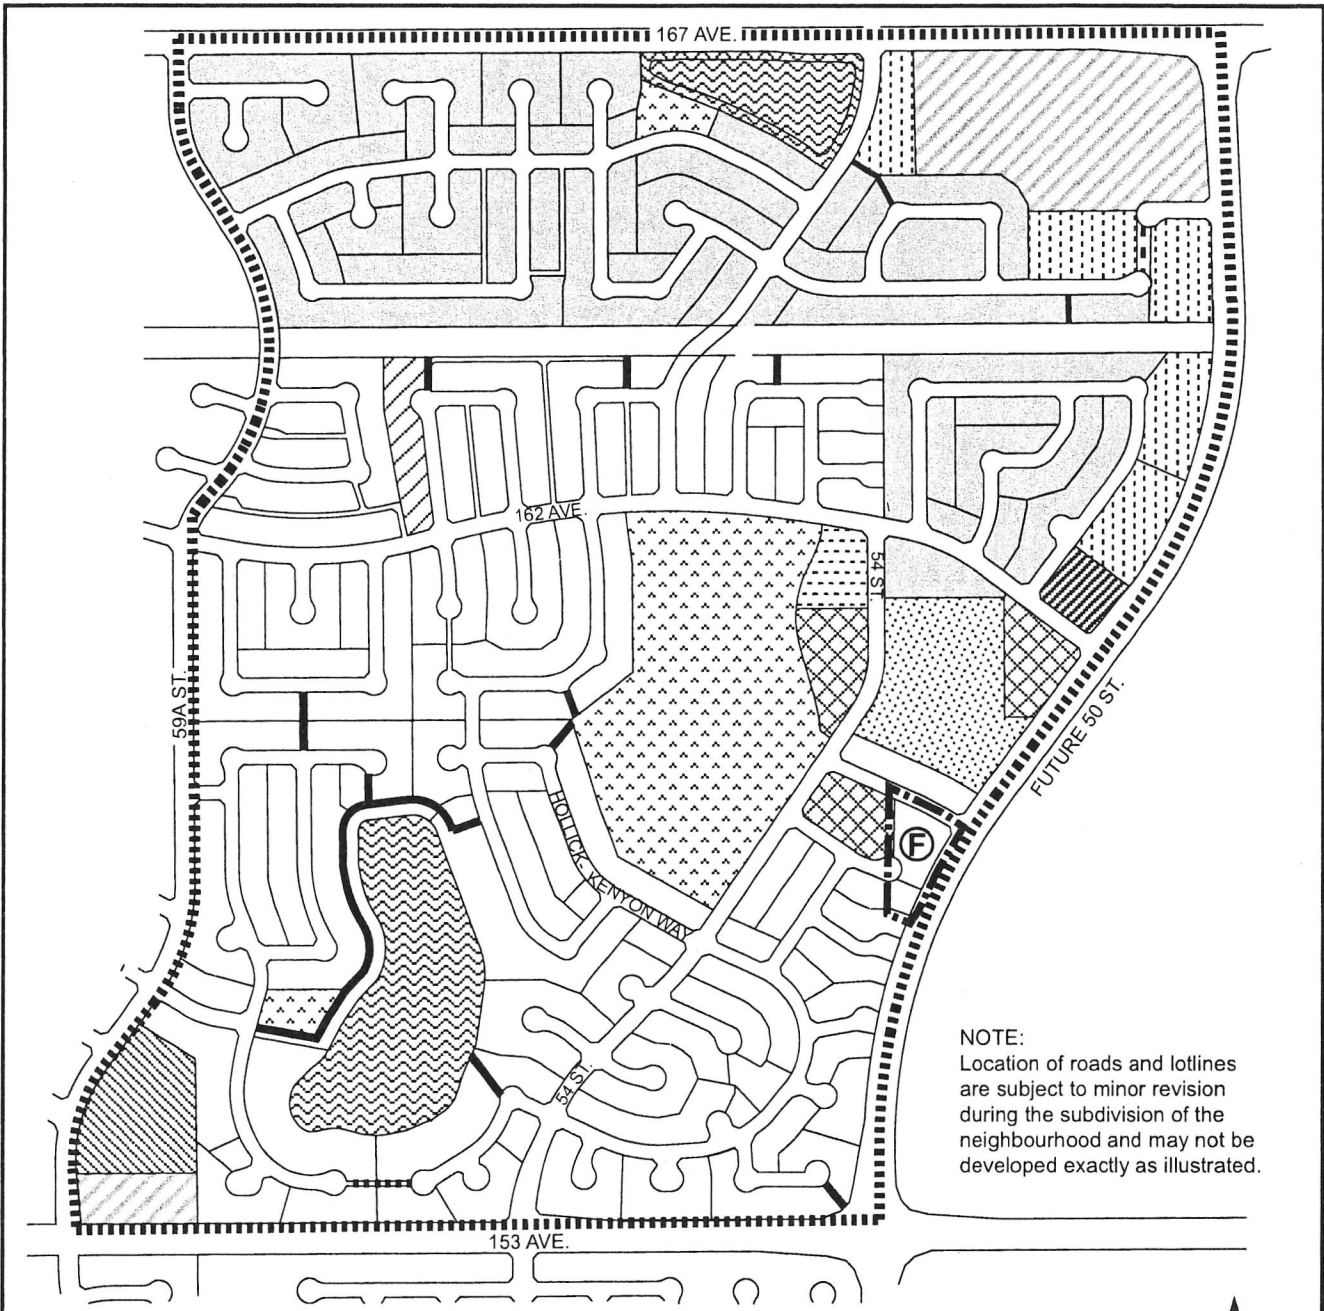 167 AVE.
162 AVE.
54 ST.
59A ST.
FUTURE 50 ST.
HOLLICK- KENYON WAY
F
54 ST.
NOTE:
Location of roads and lotlines
are subject to minor revision
during the subdivision of the
neighbourhood and may not be
developed exactly as illustrated.
153 AVE.